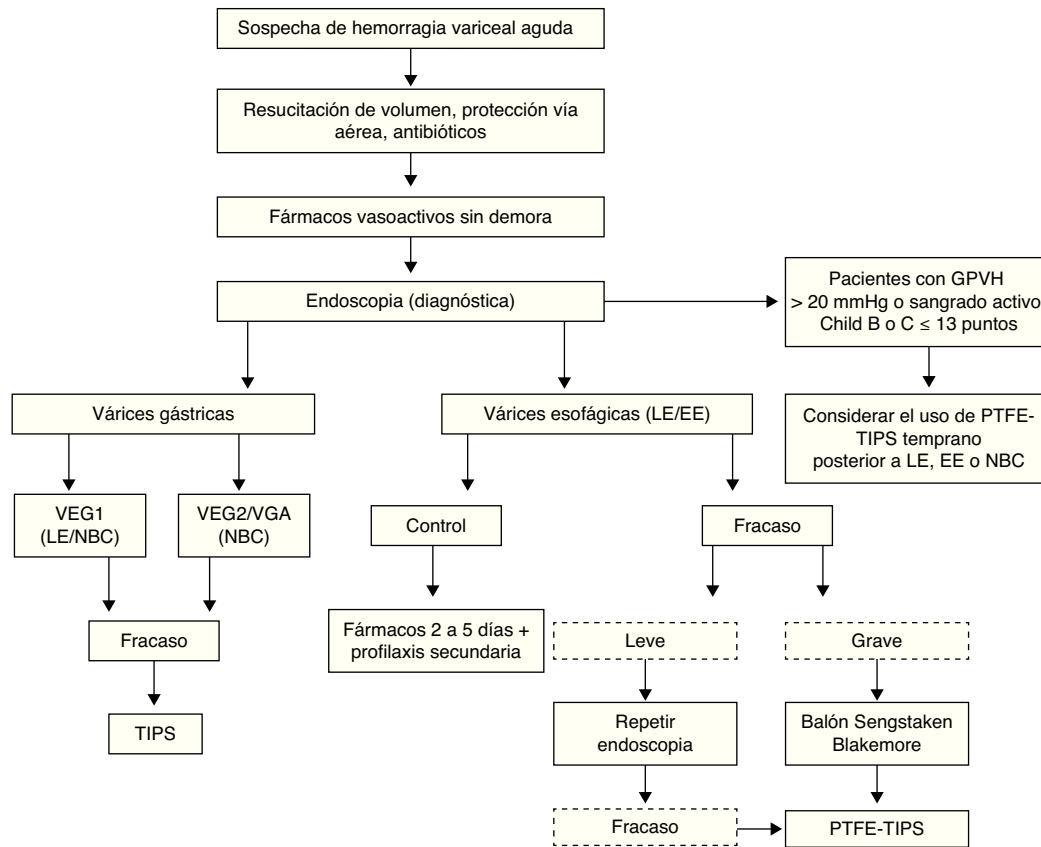 Sospecha de hemorragia variceal aguda
Resucitación de volumen, protección vía
aérea, antibióticos
Fármacos vasoactivos sin demora
Endoscopia (diagnóstica)
Pacientes con GPVH
> 20 mmHg o sangrado activo
Child B o C ≤ 13 puntos
Várices gástricas
Várices esofágicas (LE/EE)
Considerar el uso de PTFE-
TIPS temprano
posterior a LE, EE o NBC
VEG1
(LE/NBC)
VEG2/VGA
(NBC)
Control
Fracaso
Fracaso
Fármacos 2 a 5 días +
profilaxis secundaria
Leve
Grave
TIPS
Repetir
endoscopia
Balón Sengstaken
Blakemore
Fracaso
PTFE-TIPS